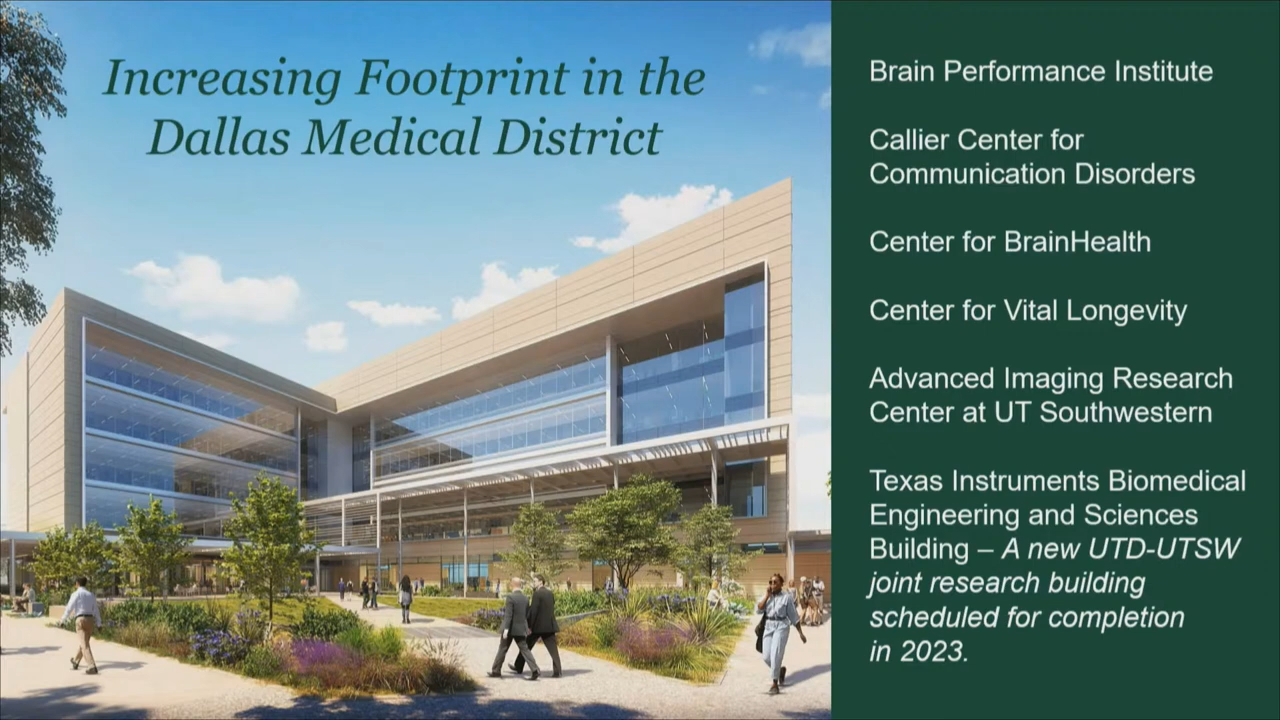 Increasing Footprint in the
Dallas Medical District
Brain Performance Institute
Callier Center for
Communication Disorders
Center for BrainHealth
Center for Vital Longevity
Advanced Imaging Research
Center at UT Southwestern
Texas Instruments Biomedical
Engineering and Sciences
Building – A new UTD-UTSW
joint research building
scheduled for completion
in 2023.